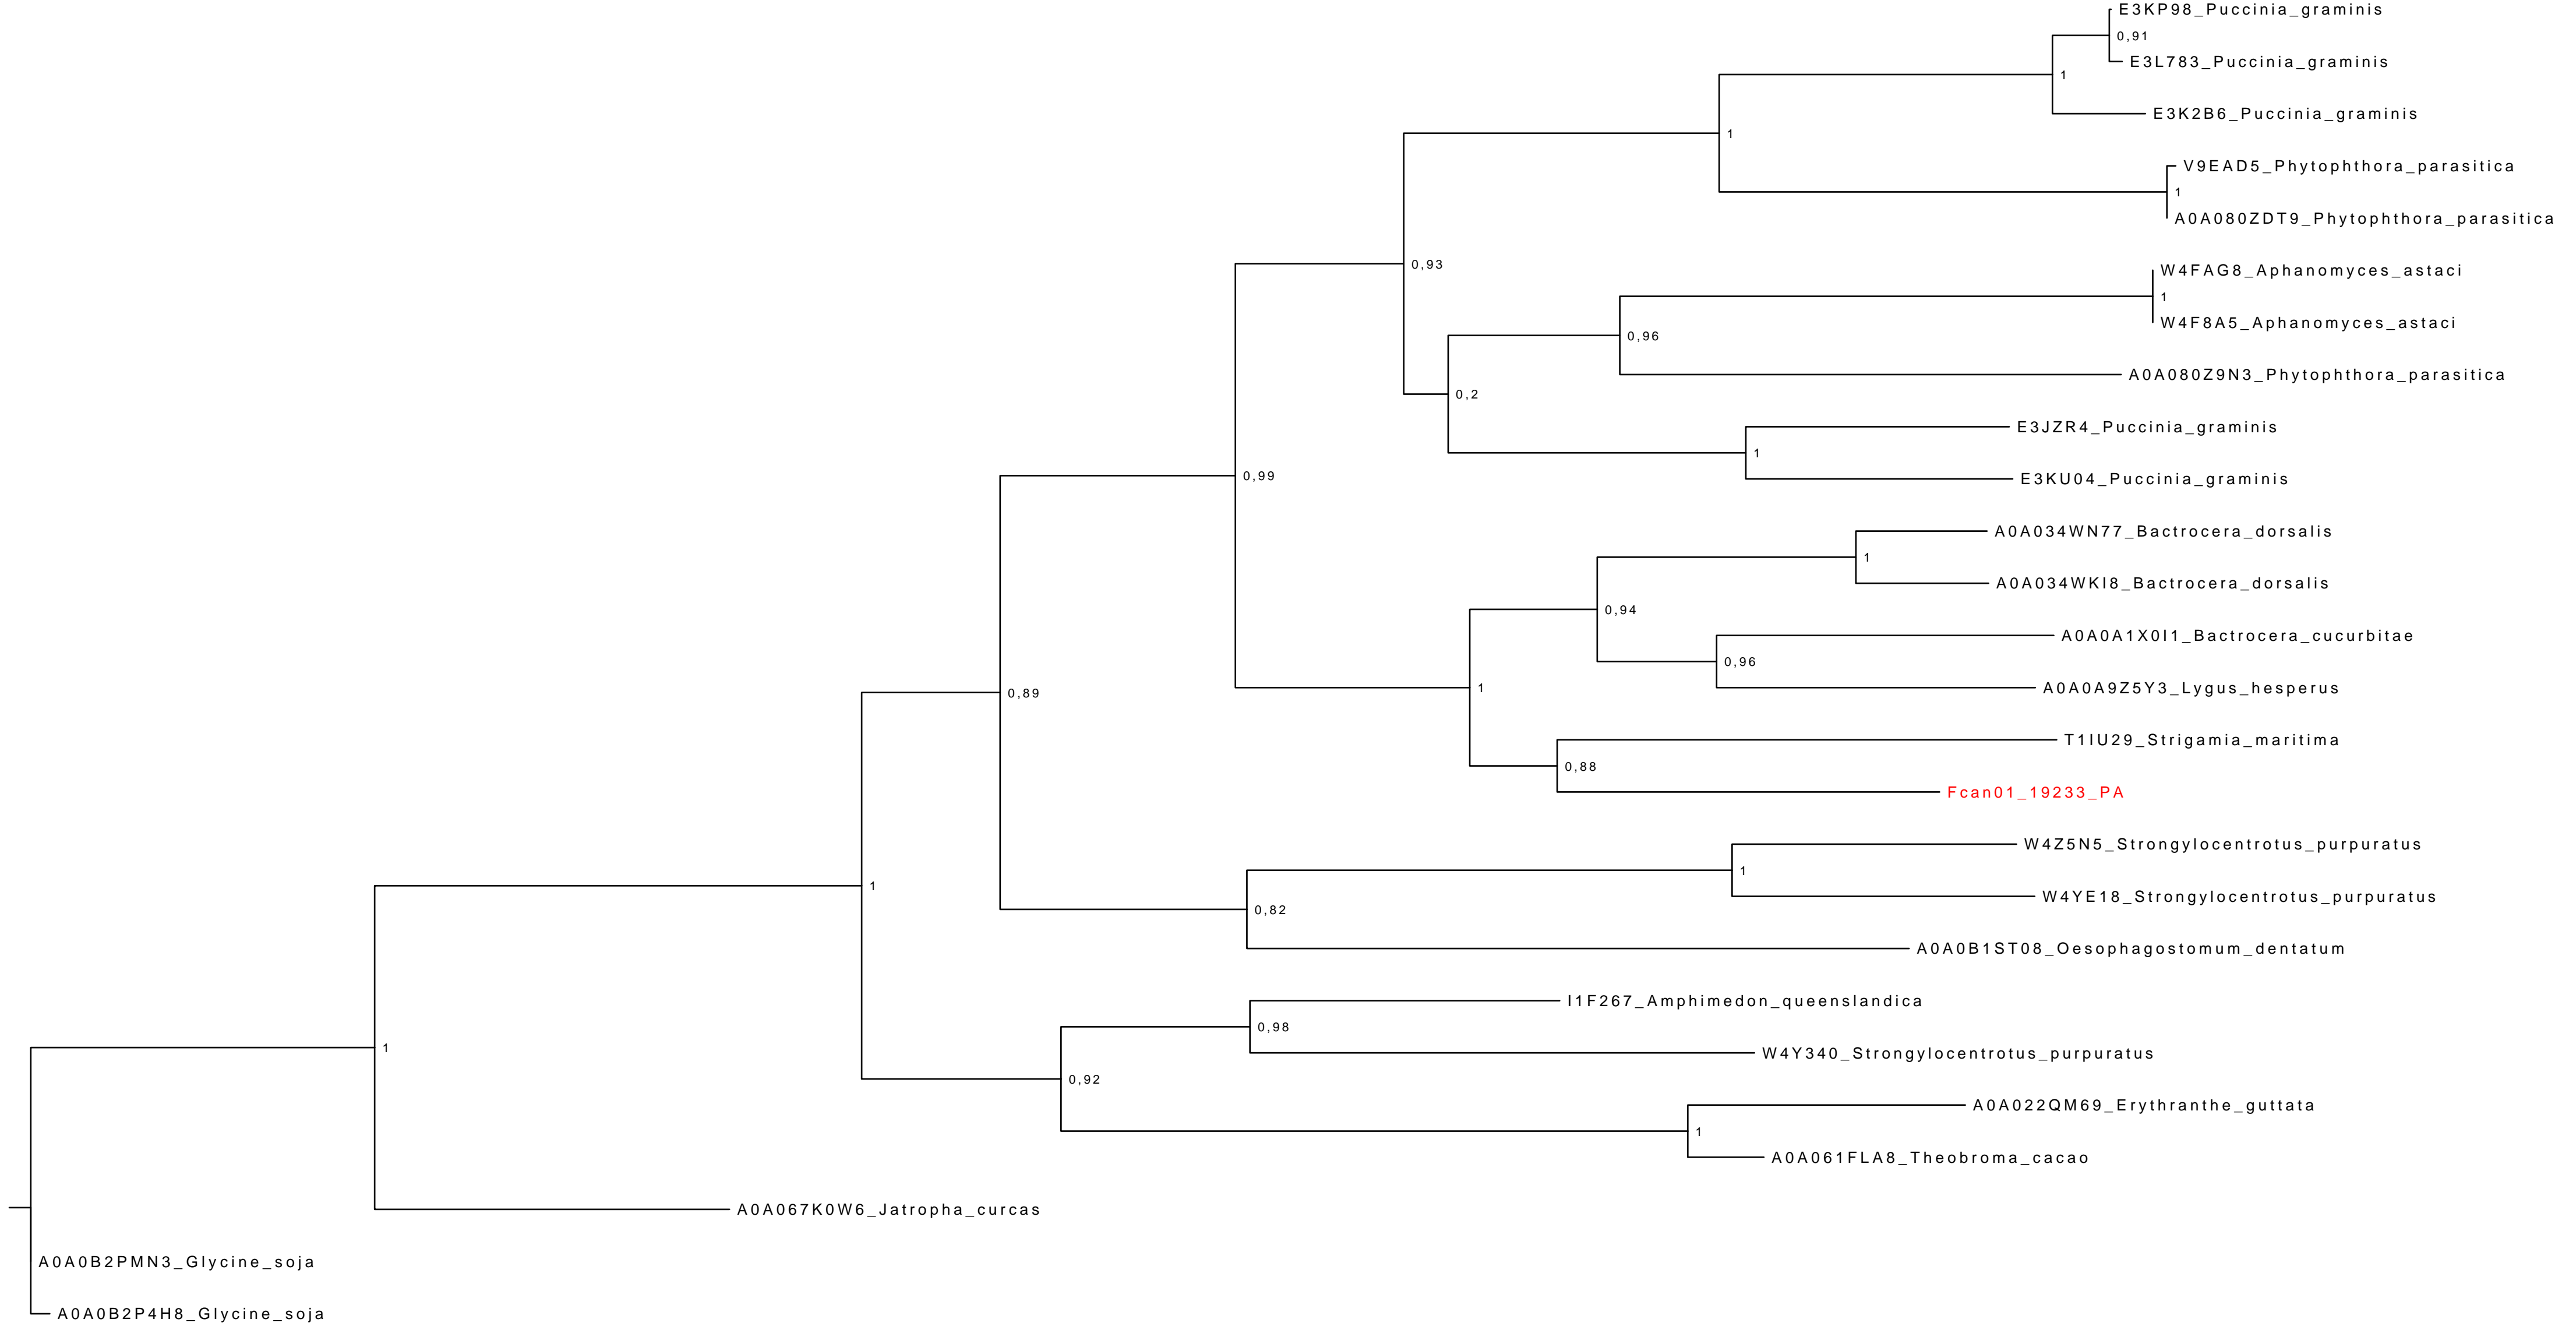 E3KP98_Puccinia_graminis
0,91
E3L783_Puccinia_graminis
1
E3K2B6_Puccinia_graminis
1
V9EAD5_Phytophthora_parasitica
1
A0A080ZDT9_Phytophthora_parasitica
0,93
W4FAG8_Aphanomyces_astaci
1
W4F8A5_Aphanomyces_astaci
0,96
A0A080Z9N3_Phytophthora_parasitica
0,2
E3JZR4_Puccinia_graminis
1
E3KU04_Puccinia_graminis
0,99
A0A034WN77_Bactrocera_dorsalis
1
A0A034WKI8_Bactrocera_dorsalis
0,94
A0A0A1X0I1_Bactrocera_cucurbitae
0,96
A0A0A9Z5Y3_Lygus_hesperus
1
0,89
T1IU29_Strigamia_maritima
0,88
Fcan01_19233_PA
W4Z5N5_Strongylocentrotus_purpuratus
1
W4YE18_Strongylocentrotus_purpuratus
0,82
A0A0B1ST08_Oesophagostomum_dentatum
1
I1F267_Amphimedon_queenslandica
0,98
W4Y340_Strongylocentrotus_purpuratus
0,92
1
A0A022QM69_Erythranthe_guttata
1
A0A061FLA8_Theobroma_cacao
A0A067K0W6_Jatropha_curcas
A0A0B2PMN3_Glycine_soja
A0A0B2P4H8_Glycine_soja